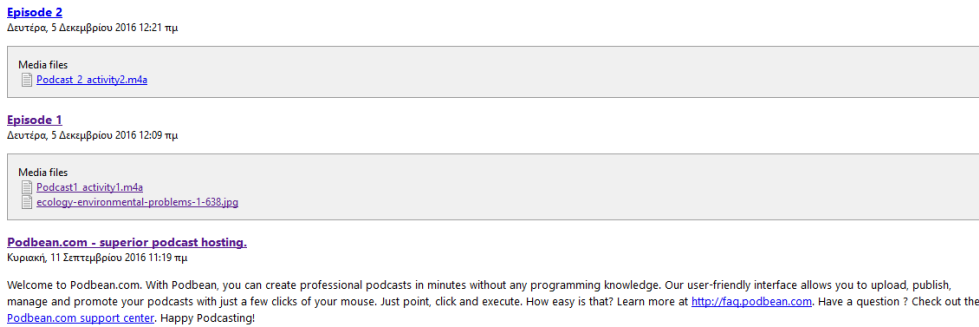 Episode 2
Δευτέρα, 5 Δεκεμβρίου 2016 12:21 πμ
Media files
Podcast_2_activity2.m4a
Episode 1
Δευτέρα, 5 Δεκεμβρίου 2016 12:09 πμ
Media files
Podcast1_activity1.m4a
ecology-environmental-problems-1-638.jpg
Podbean.com - superior podcast hosting.
Κυριακή, 11 Σεπτεμβρίου 2016 11:19 πμ
Welcome to Podbean.com. With Podbean, you can create professional podcasts in minutes without any programming knowledge. Our user-friendly interface allows you to upload, publish,
manage and promote your podcasts with just a few clicks of your mouse. Just point, click and execute. How easy is that? Learn more at http://faq.podbean.com. Have a question ? Check out the
Podbean.com support center. Happy Podcasting!